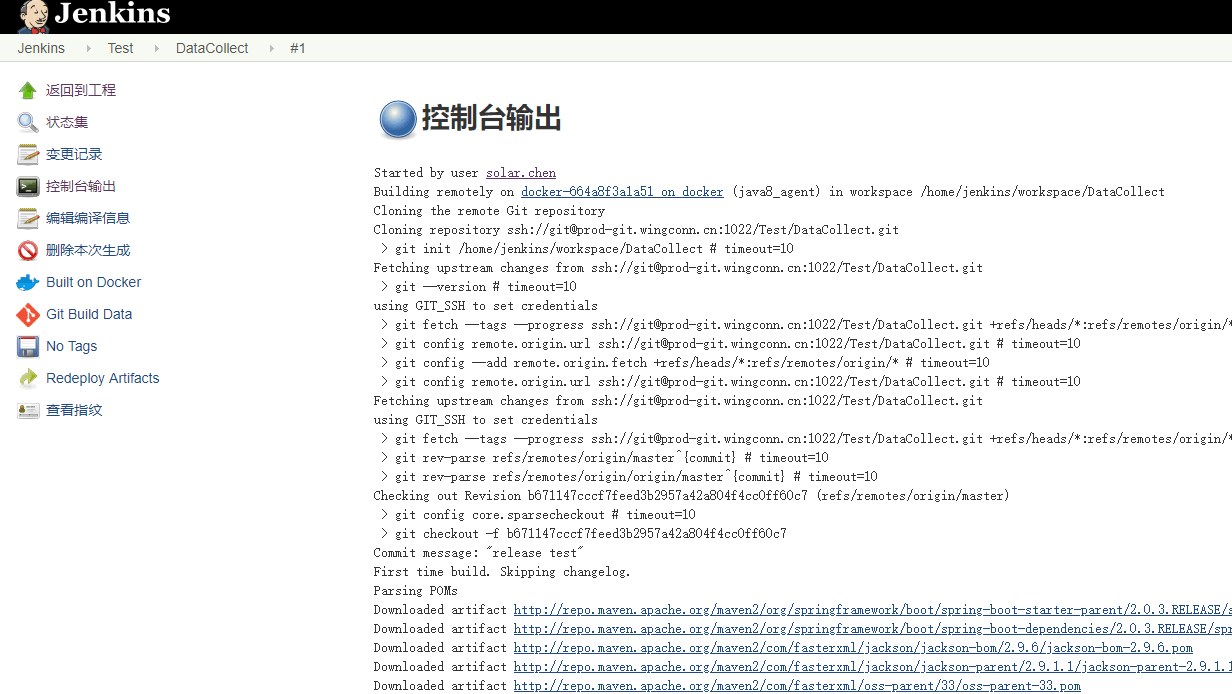 Jenkins
Jenkins Test DataCollect #1
返回到工程
状态集
变更记录
控制台输出
编辑编译信息
删除本次生成
Built on Docker
Git Build Data
No Tags
Redeploy Artifacts
查看指纹
控制台输出
Started by user solar.chen
Building remotely on docker-664a8f3a1a51 on docker (java8_agent) in workspace /home/jenkins/workspace/DataCollect
Cloning the remote Git repository
Cloning repository ssh://git@prod-git.wingconn.cn:1022/Test/DataCollect.git
> git init /home/jenkins/workspace/DataCollect # timeout=10
Fetching upstream changes from ssh://git@prod-git.wingconn.cn:1022/Test/DataCollect.git
> git --version # timeout=10
using GIT_SSH to set credentials
> git fetch --tags --progress ssh://git@prod-git.wingconn.cn:1022/Test/DataCollect.git +refs/heads/*:refs/remotes/origin/*
> git config remote.origin.url ssh://git@prod-git.wingconn.cn:1022/Test/DataCollect.git # timeout=10
> git config --add remote.origin.fetch +refs/heads/*:refs/remotes/origin/* # timeout=10
> git config remote.origin.url ssh://git@prod-git.wingconn.cn:1022/Test/DataCollect.git # timeout=10
Fetching upstream changes from ssh://git@prod-git.wingconn.cn:1022/Test/DataCollect.git
using GIT_SSH to set credentials
> git fetch --tags --progress ssh://git@prod-git.wingconn.cn:1022/Test/DataCollect.git +refs/heads/*:refs/remotes/origin/*
> git rev-parse refs/remotes/origin/master^{commit} # timeout=10
> git rev-parse refs/remotes/origin/origin/master^{commit} # timeout=10
Checking out Revision b671147cccf7feed3b2957a42a804f4cc0ff60c7 (refs/remotes/origin/master)
> git config core.sparsecheckout # timeout=10
> git checkout -f b671147cccf7feed3b2957a42a804f4cc0ff60c7
Commit message: "release test"
First time build. Skipping changelog.
Parsing POMs
Downloaded artifact http://repo.maven.apache.org/maven2/org/springframework/boot/spring-boot-starter-parent/2.0.3.RELEASE/s
Downloaded artifact http://repo.maven.apache.org/maven2/org/springframework/boot/spring-boot-dependencies/2.0.3.RELEASE/spr
Downloaded artifact http://repo.maven.apache.org/maven2/com/fasterxml/jackson/jackson-bom/2.9.6/jackson-bom-2.9.6.pom
Downloaded artifact http://repo.maven.apache.org/maven2/com/fasterxml/jackson/jackson-parent/2.9.1.1/jackson-parent-2.9.1.1
Downloaded artifact http://repo.maven.apache.org/maven2/com/fasterxml/oss-parent/33/oss-parent-33.pom